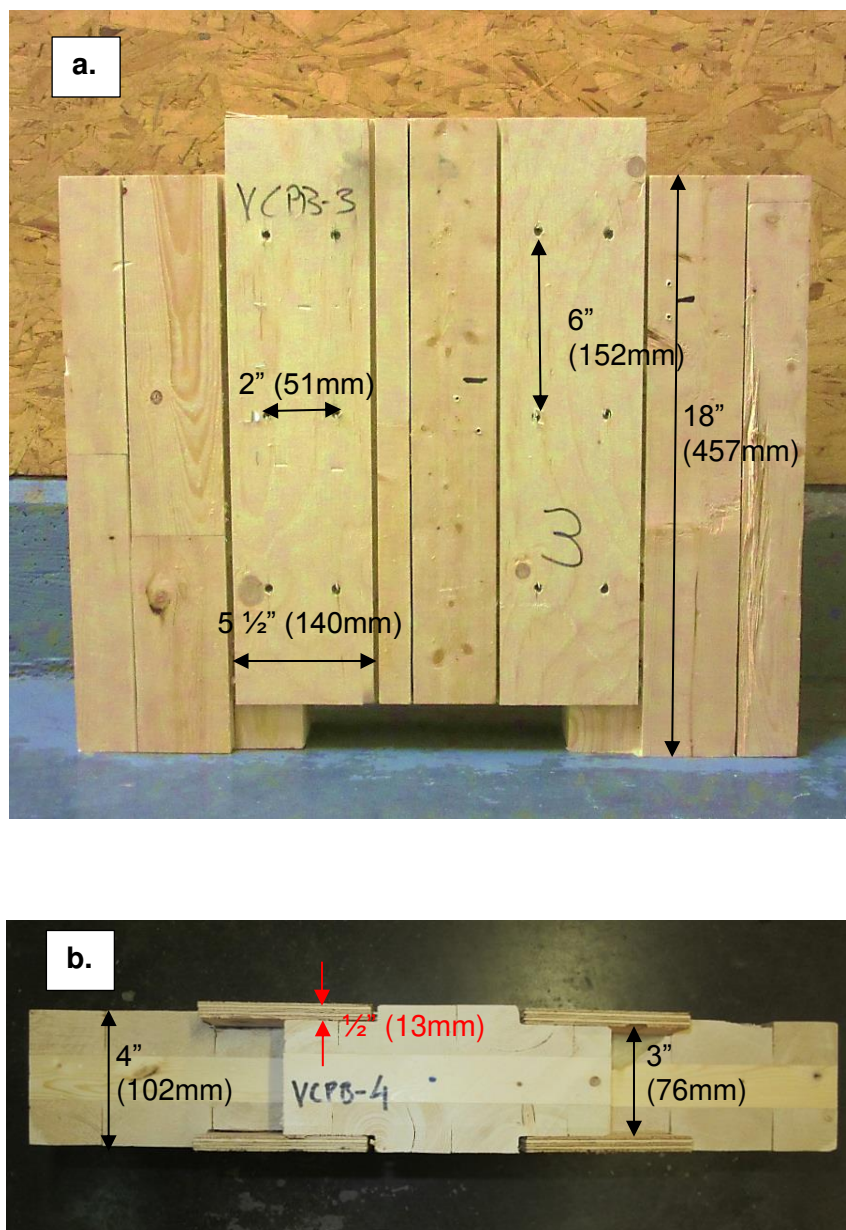 a.
VCPB-3
6”
(152mm)
2” (51mm)
18”
(457mm)
3
5 ½” (140mm)
b.
½” (13mm)
4”
(102mm)
3”
(76mm)
VCPB-4